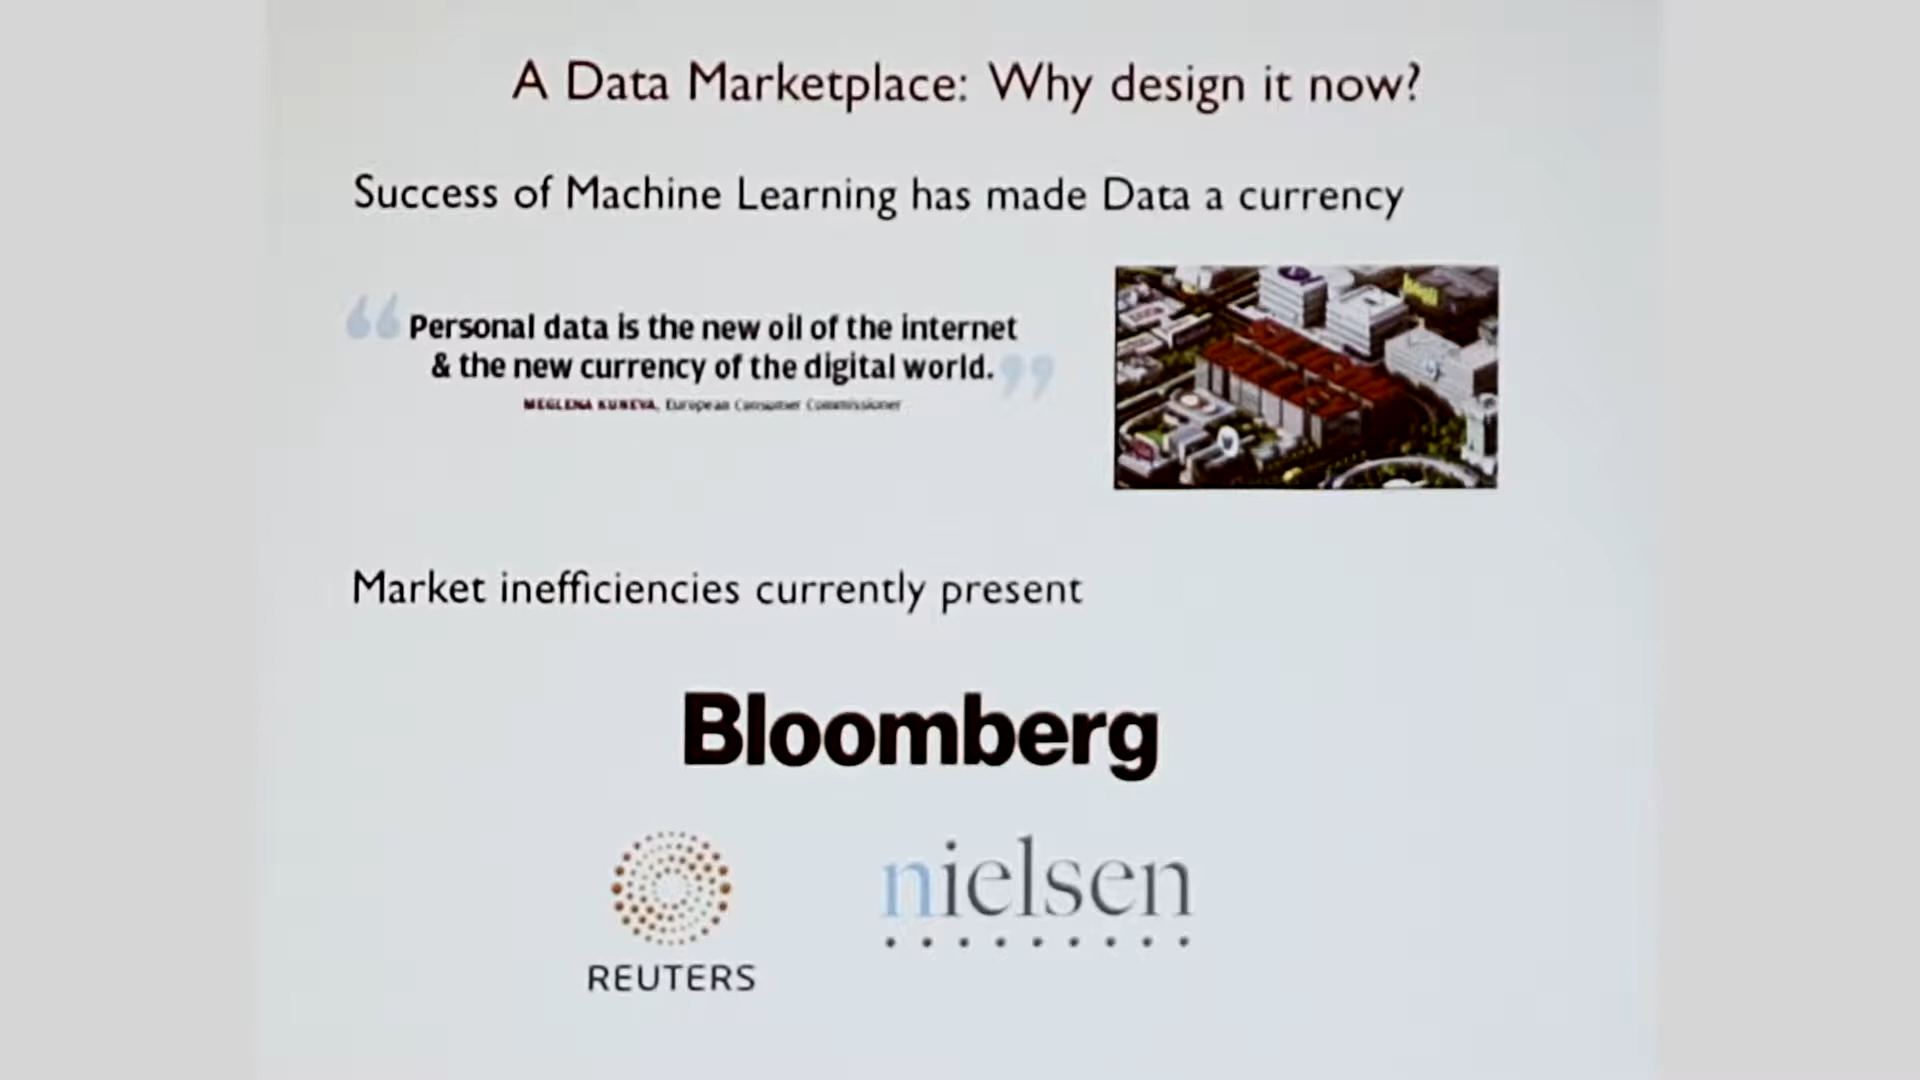 A Data Marketplace: Why design it now?
Success of Machine Learning has made Data a currency
“Personal data is the new oil of the internet
& the new currency of the digital world.”
MEGLENA KUNEVA, European Consumer Commissioner
Market inefficiencies currently present
Bloomberg
nielsen
REUTERS